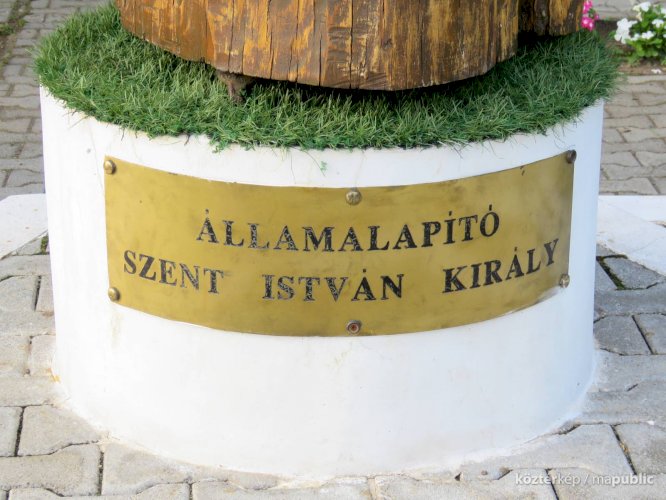 ÁLLAMALAPÍTÓ
SZENT ISTVÁN KIRÁLY
köztérkép / mapublic